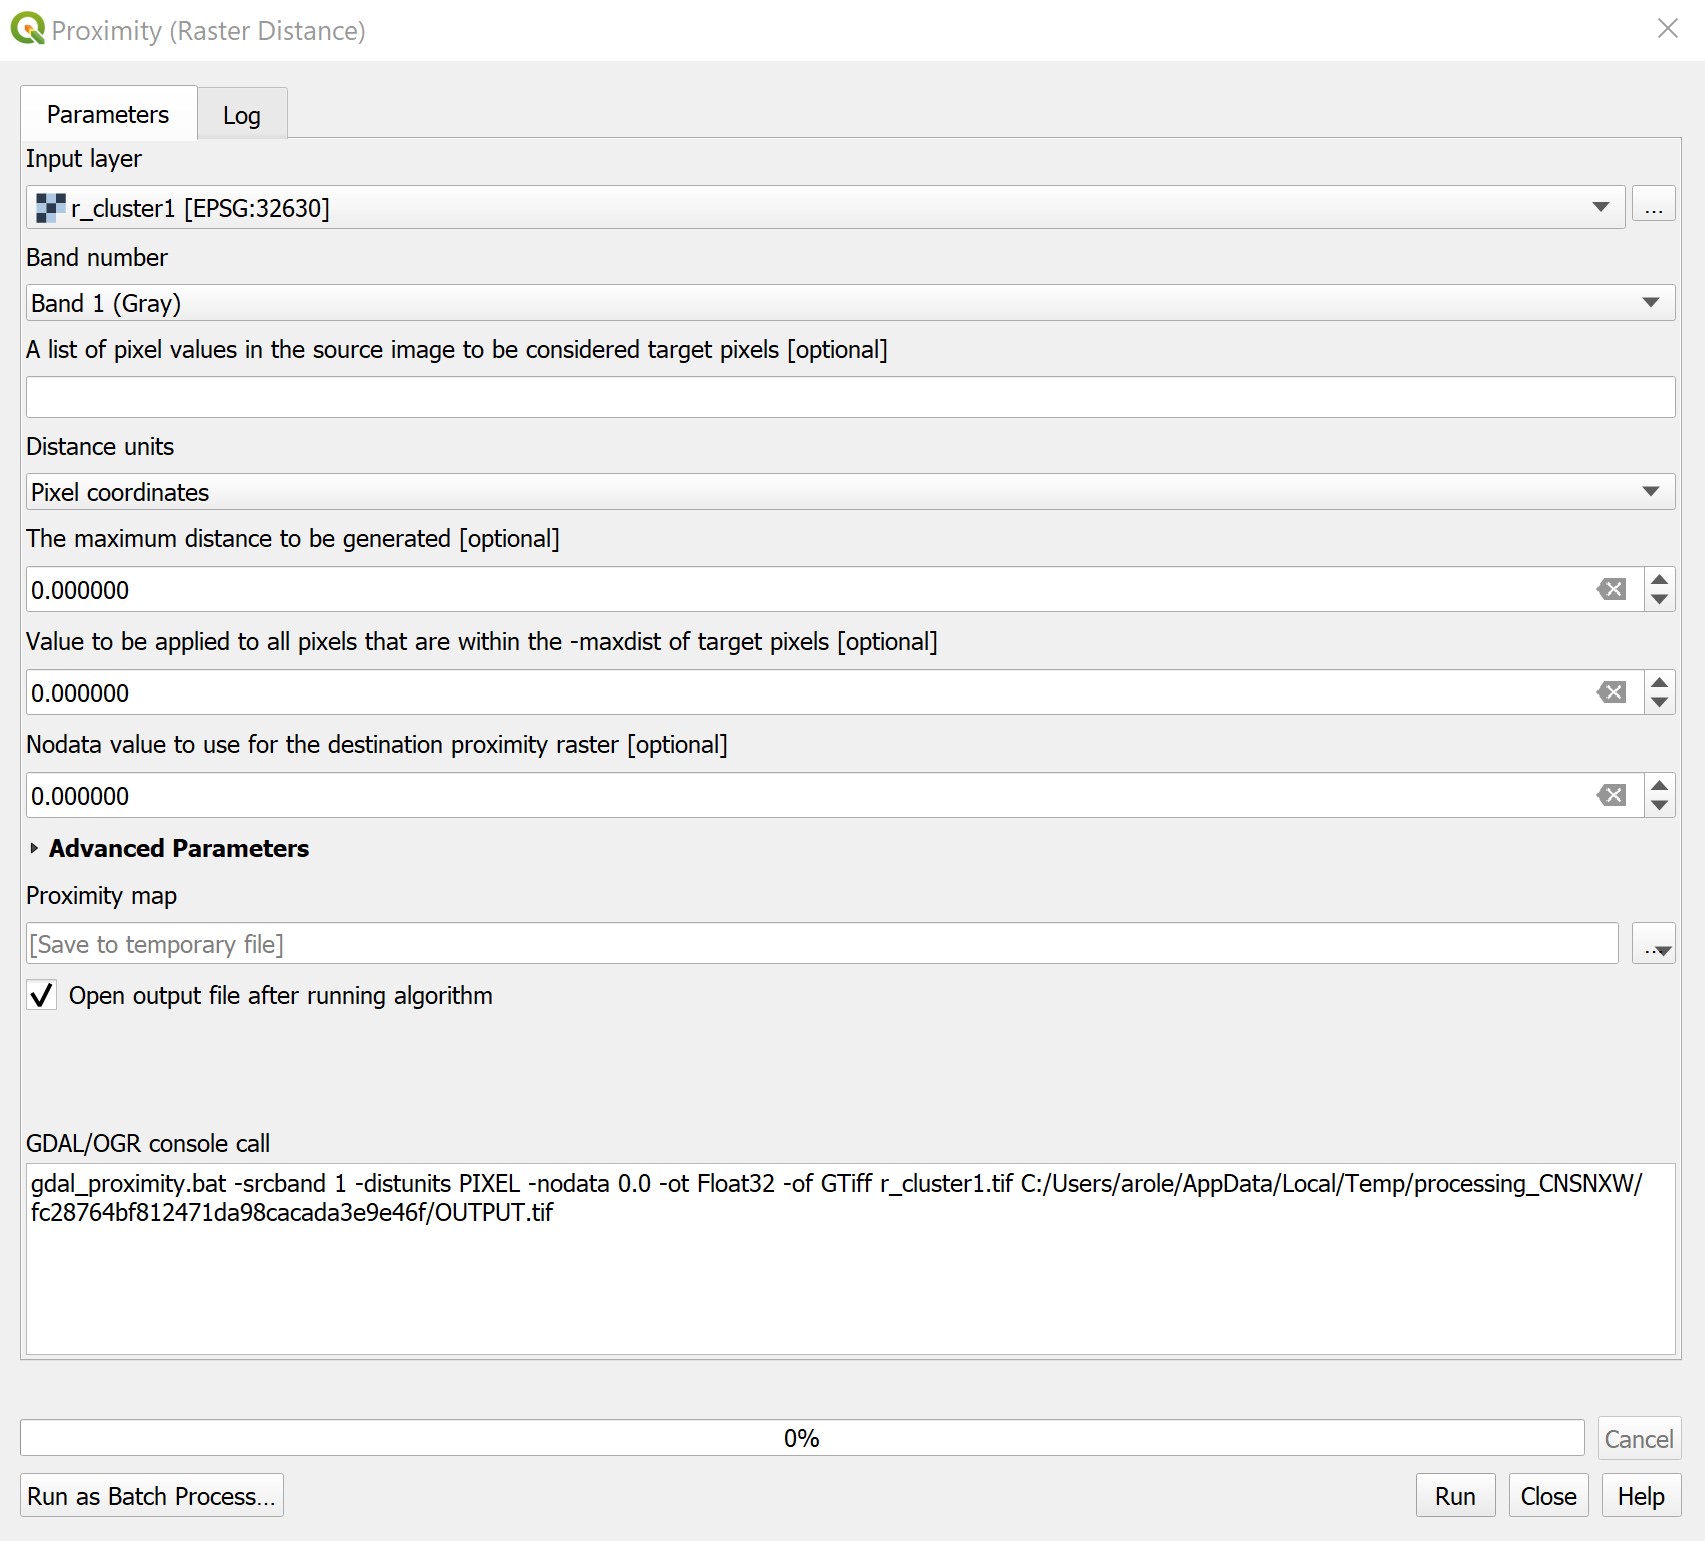 Proximity (Raster Distance)
Parameters
Log
Input layer
r_cluster1 [EPSG:32630]
...
Band number
Band 1 (Gray)
A list of pixel values in the source image to be considered target pixels [optional]
Distance units
Pixel coordinates
The maximum distance to be generated [optional]
0.000000
Value to be applied to all pixels that are within the -maxdist of target pixels [optional]
0.000000
Nodata value to use for the destination proximity raster [optional]
0.000000
Advanced Parameters
Proximity map
[Save to temporary file]
...
Open output file after running algorithm
GDAL/OGR console call
gdal_proximity.bat -srcband 1 -distunits PIXEL -nodata 0.0 -ot Float32 -of GTiff r_cluster1.tif C:/Users/arole/AppData/Local/Temp/processing_CNSNXW/
fc28764bf812471da98cacada3e9e46f/OUTPUT.tif
0%
Cancel
Run as Batch Process...
Run
Close
Help